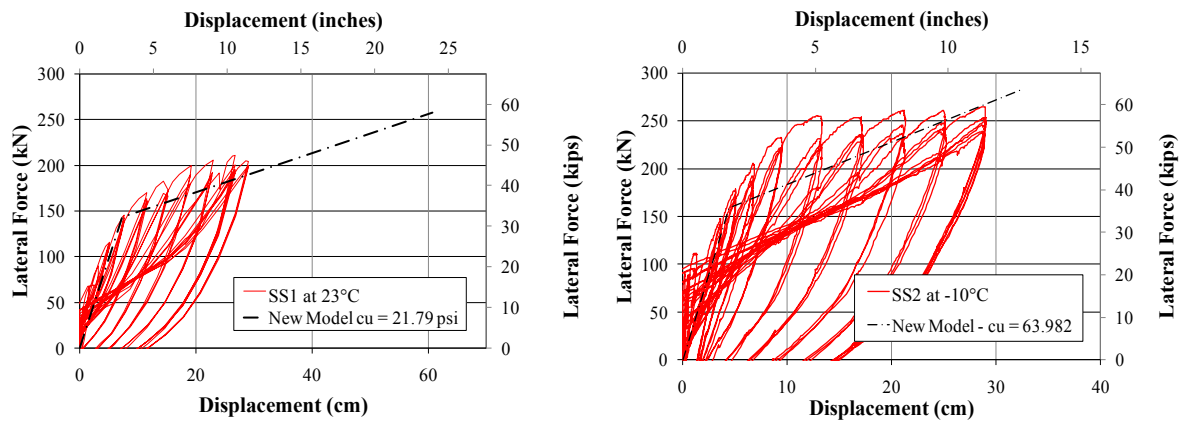 Displacement (inches)
0 5 10 15 20 25
300
250
200
150
100
50
0
Lateral Force (kN)
60
50
40
30
20
10
0
Lateral Force (kips)
SS1 at 23°C
New Model cu = 21.79 psi
0 20 40 60
Displacement (cm)
Displacement (inches)
0 5 10 15
300
250
200
150
100
50
0
Lateral Force (kN)
60
50
40
30
20
10
0
Lateral Force (kips)
SS2 at -10°C
New Model - cu = 63.982
0 10 20 30 40
Displacement (cm)